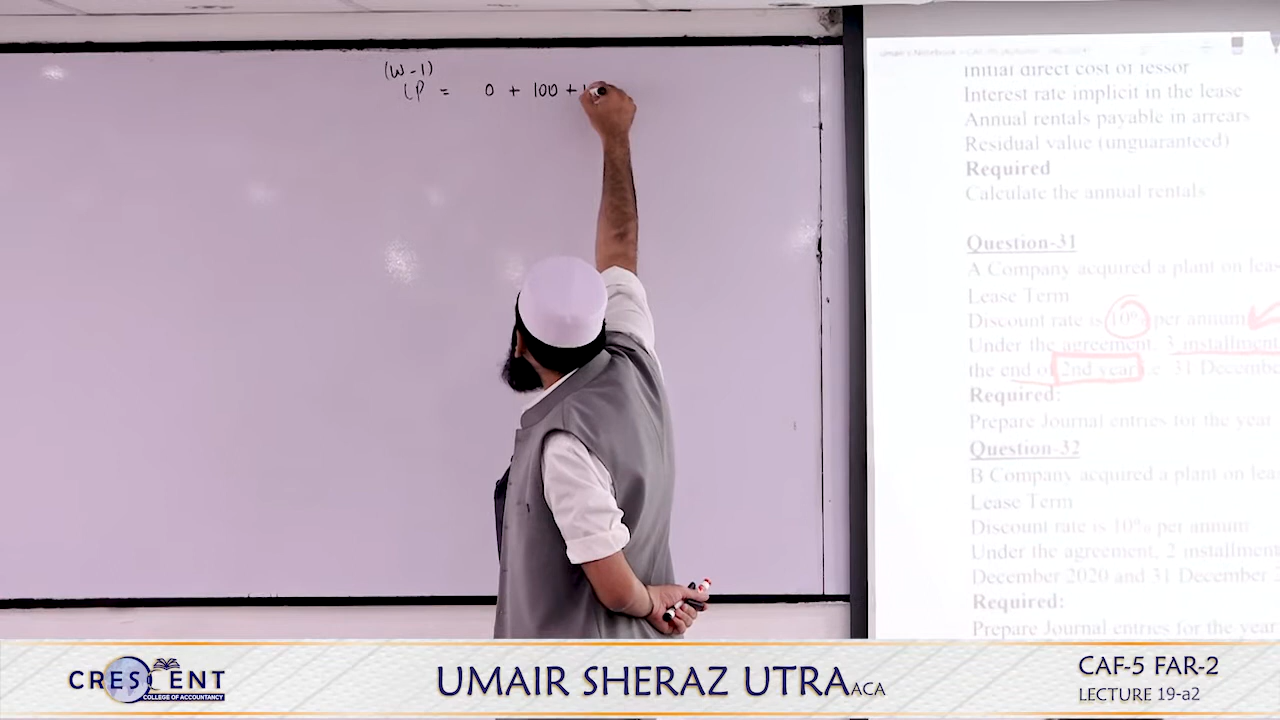 (W-1)
LP = 0 + 100 + 1
Initial direct cost of lessor
Interest rate implicit in the lease
Annual rentals payable in arrears
Residual value (unguaranteed)
Required
Calculate the annual rentals
Question-31
A Company acquired a plant on leas
Lease Term
Discount rate is 10% per annum
Under the agreement, 3 installment
the end of 2nd year i.e. 31 Decembe
Required:
Prepare Journal entries for the year
Question-32
B Company acquired a plant on leas
Lease Term
Discount rate is 10% per annum
Under the agreement, 2 installment
December 2020 and 31 December 2
Required:
Prepare Journal entries for the year
CRESCENT
COLLEGE OF ACCOUNTANCY
UMAIR SHERAZ UTRA ACA
CAF-5 FAR-2
LECTURE 19-a2